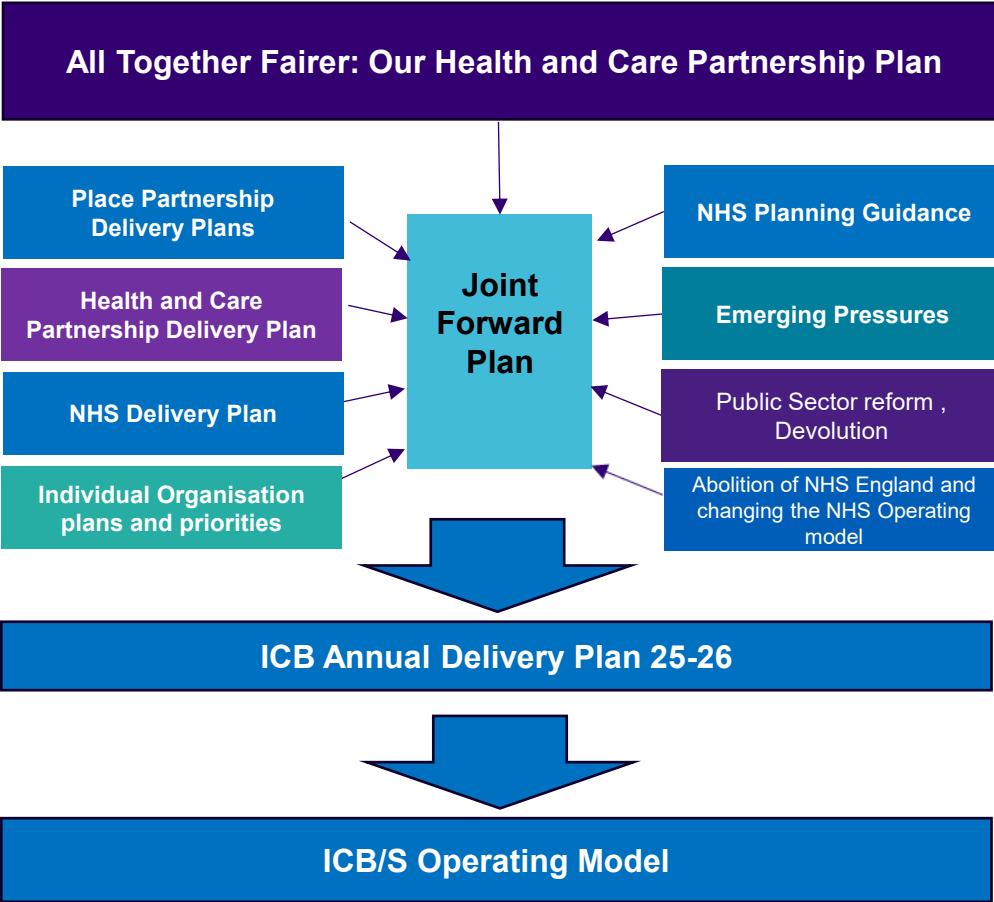 All Together Fairer: Our Health and Care Partnership Plan
Place Partnership
Delivery Plans
Health and Care
Partnership Delivery Plan
NHS Delivery Plan
Individual Organisation
plans and priorities
Joint
Forward
Plan
NHS Planning Guidance
Emerging Pressures
Public Sector reform ,
Devolution
Abolition of NHS England and
changing the NHS Operating
model
ICB Annual Delivery Plan 25-26
ICB/S Operating Model